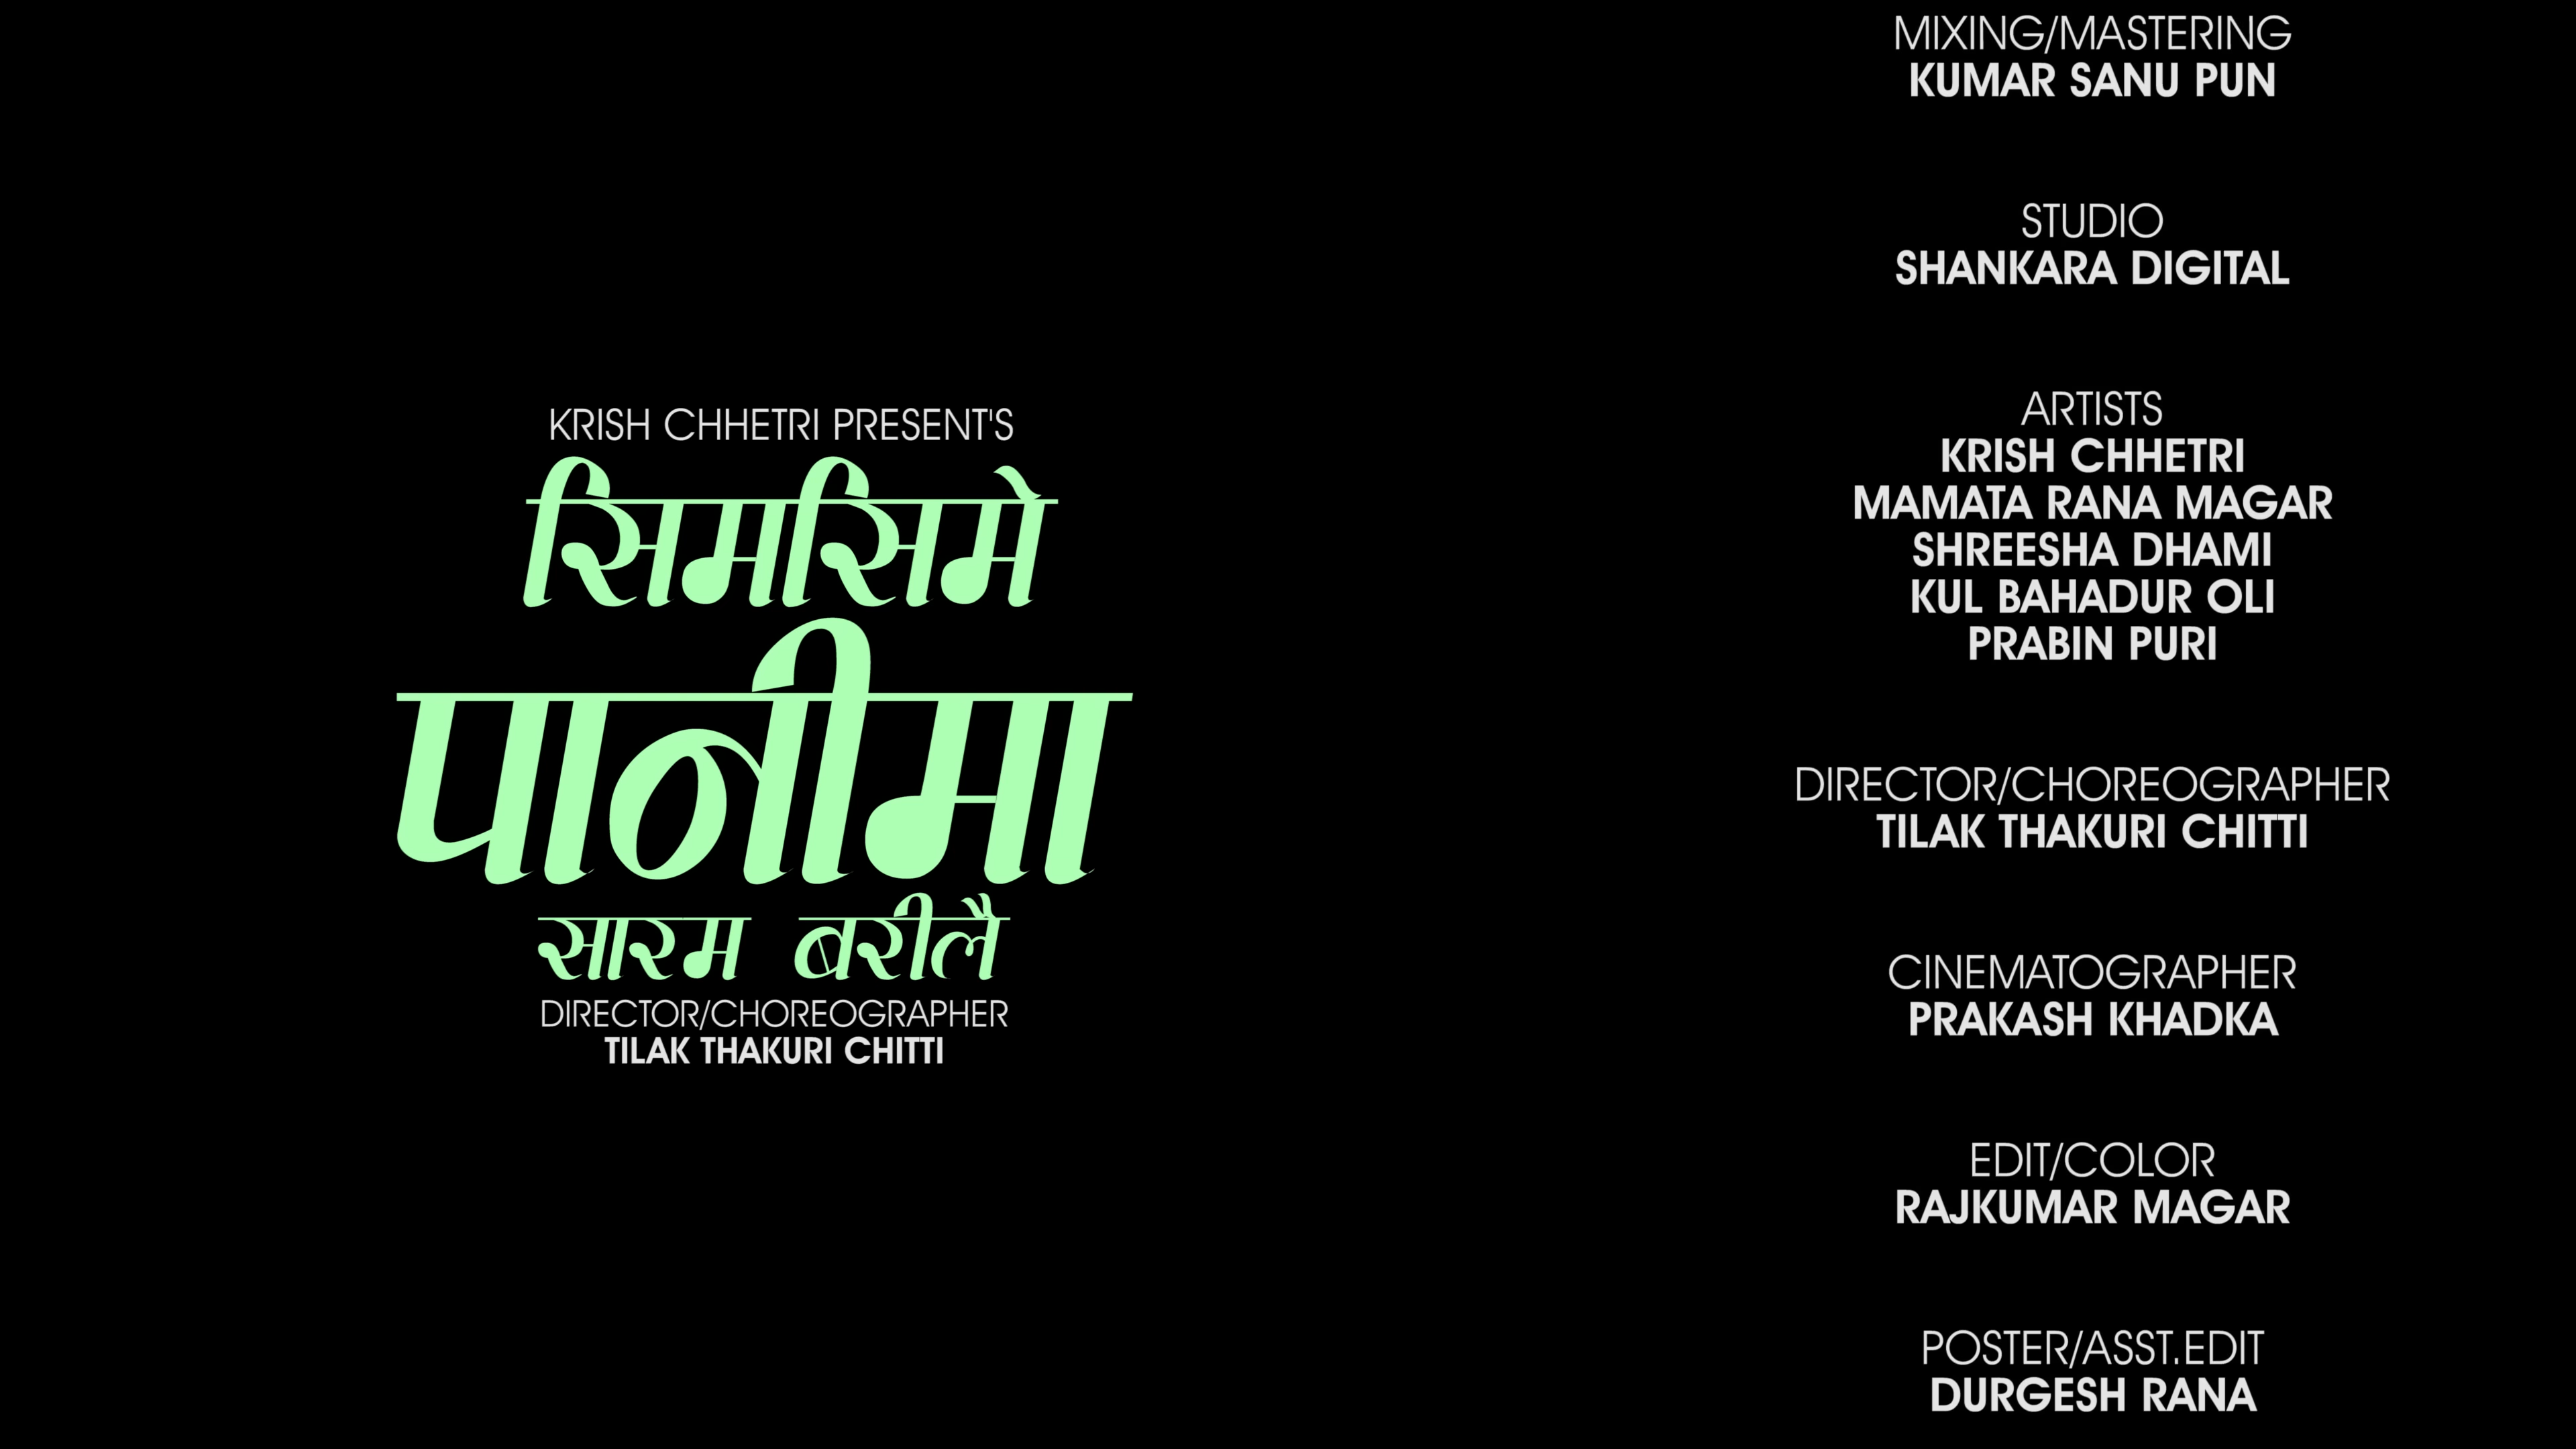 KRISH CHHETRI PRESENT'S
सिमसिमे
पानीमा
सारम बरीलै
DIRECTOR/CHOREOGRAPHER
TILAK THAKURI CHITTI
MIXING/MASTERING
KUMAR SANU PUN
STUDIO
SHANKARA DIGITAL
ARTISTS
KRISH CHHETRI
MAMATA RANA MAGAR
SHREESHA DHAMI
KUL BAHADUR OLI
PRABIN PURI
DIRECTOR/CHOREOGRAPHER
TILAK THAKURI CHITTI
CINEMATOGRAPHER
PRAKASH KHADKA
EDIT/COLOR
RAJKUMAR MAGAR
POSTER/ASST.EDIT
DURGESH RANA